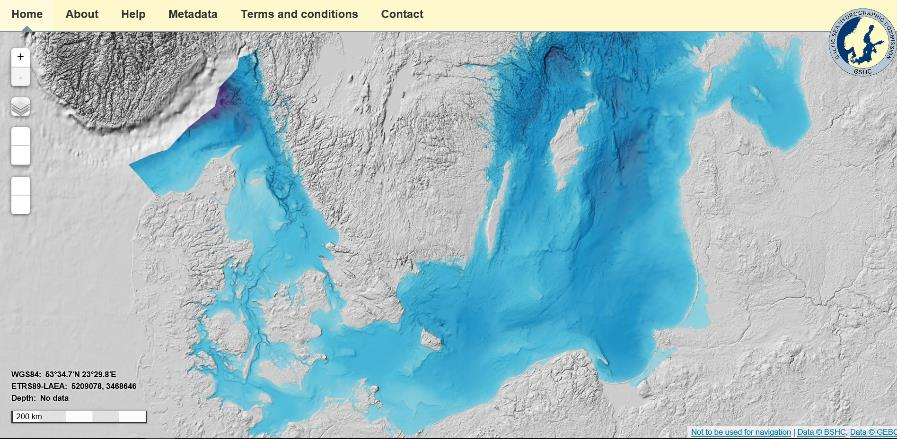 Home About Help Metadata Terms and conditions Contact
+
-
BSHC
WGS84: 53°34.7'N 23°29.8'E
ETRS89-LAEA: 5209078, 3468646
Depth: No data
200 km
Not to be used for navigation | Data © BSHC, Data © GEBC